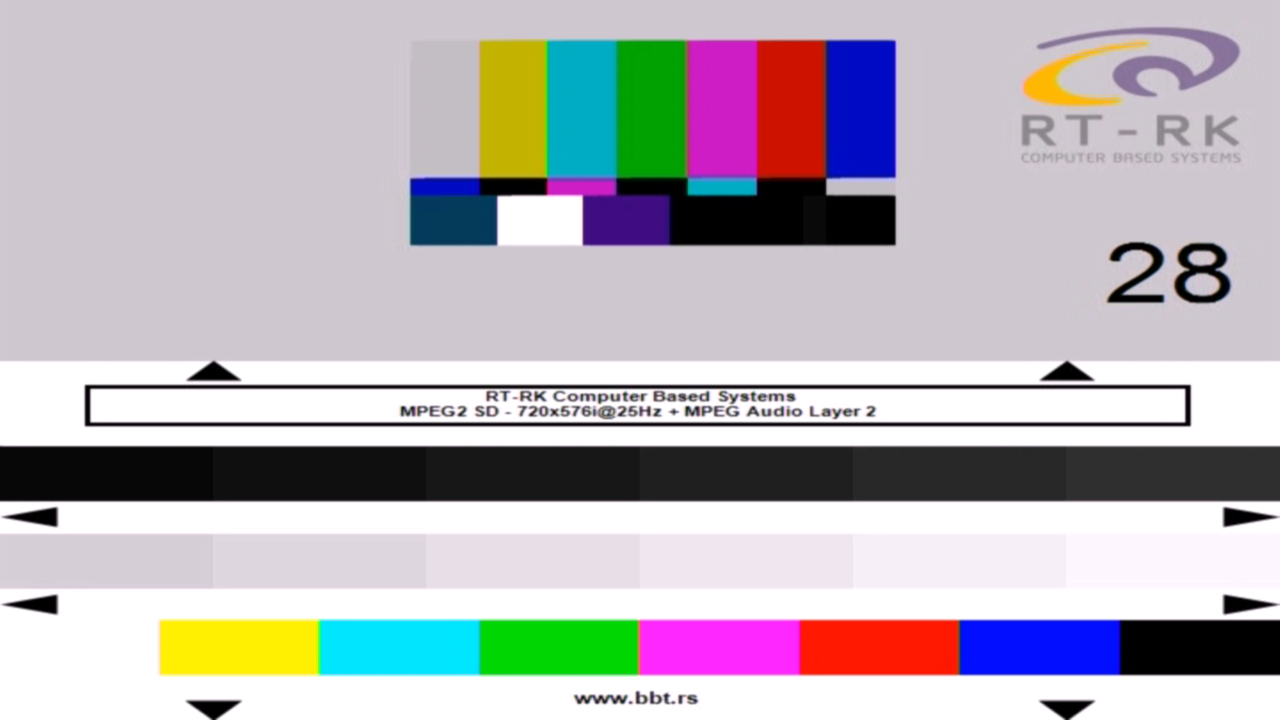 RT-RK
COMPUTER BASED SYSTEMS
28
RT-RK Computer Based Systems
MPEG2 SD - 720x576i@25Hz + MPEG Audio Layer 2
www.bbt.rs